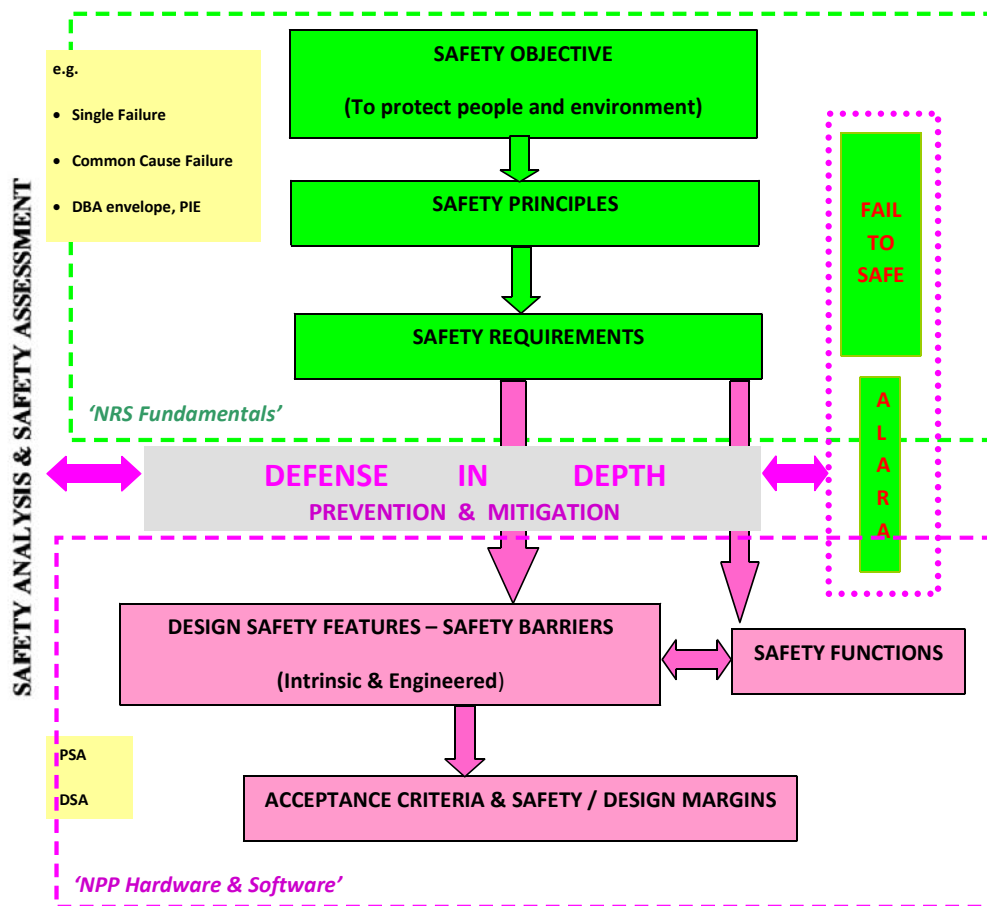 SAFETY OBJECTIVE
(To protect people and environment)
e.g.
• Single Failure
• Common Cause Failure
• DBA envelope, PIE
SAFETY PRINCIPLES
FAIL
TO
SAFE
SAFETY REQUIREMENTS
'NRS Fundamentals'
A
L
A
R
A
SAFETY ANALYSIS & SAFETY ASSESSMENT
DEFENSE IN DEPTH
PREVENTION & MITIGATION
DESIGN SAFETY FEATURES – SAFETY BARRIERS
(Intrinsic & Engineered)
SAFETY FUNCTIONS
PSA
DSA
ACCEPTANCE CRITERIA & SAFETY / DESIGN MARGINS
'NPP Hardware & Software'